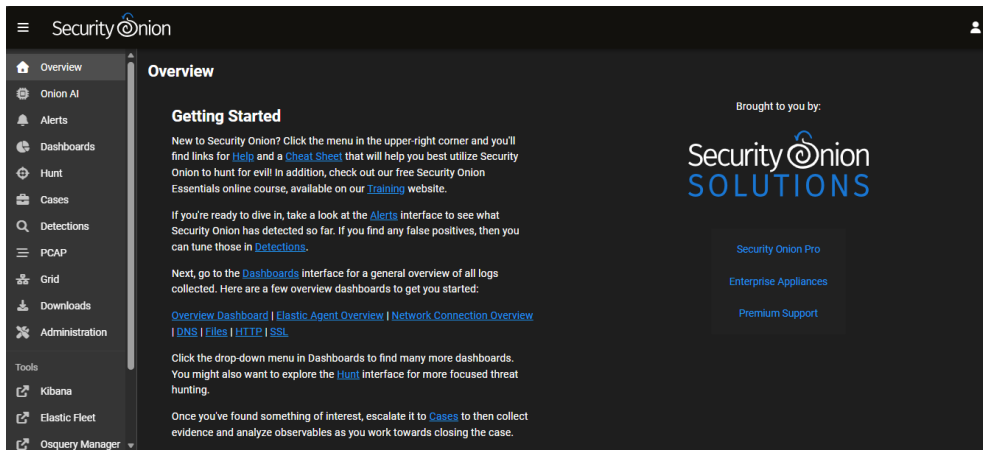 Security Onion
Overview
Onion AI
Alerts
Dashboards
Hunt
Cases
Detections
PCAP
Grid
Downloads
Administration
Tools
Kibana
Elastic Fleet
Osquery Manager
Overview
Getting Started
New to Security Onion? Click the menu in the upper-right corner and you'll
find links for Help and a Cheat Sheet that will help you best utilize Security
Onion to hunt for evil! In addition, check out our free Security Onion
Essentials online course, available on our Training website.
If you're ready to dive in, take a look at the Alerts interface to see what
Security Onion has detected so far. If you find any false positives, then you
can tune those in Detections.
Next, go to the Dashboards interface for a general overview of all logs
collected. Here are a few overview dashboards to get you started:
Overview Dashboard | Elastic Agent Overview | Network Connection Overview
| DNS | Files | HTTP | SSL
Click the drop-down menu in Dashboards to find many more dashboards.
You might also want to explore the Hunt interface for more focused threat
hunting.
Once you've found something of interest, escalate it to Cases to then collect
evidence and analyze observables as you work towards closing the case.
Brought to you by:
Security Onion
SOLUTIONS
Security Onion Pro
Enterprise Appliances
Premium Support